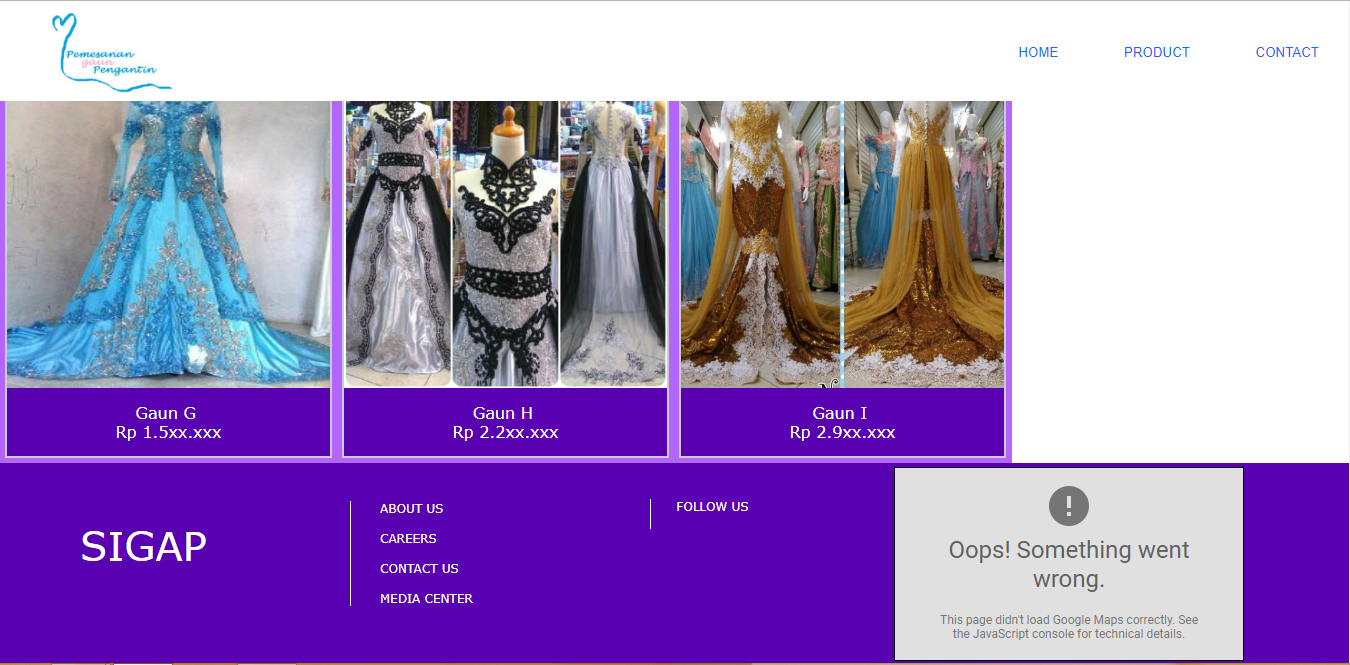 Pemesanan
gaun
Pengantin
HOME
PRODUCT
CONTACT
Gaun G
Rp 1.5xx.xxx
Gaun H
Rp 2.2xx.xxx
Gaun I
Rp 2.9xx.xxx
SIGAP
ABOUT US
CAREERS
CONTACT US
MEDIA CENTER
FOLLOW US
Oops! Something went
wrong.
This page didn't load Google Maps correctly. See
the JavaScript console for technical details.